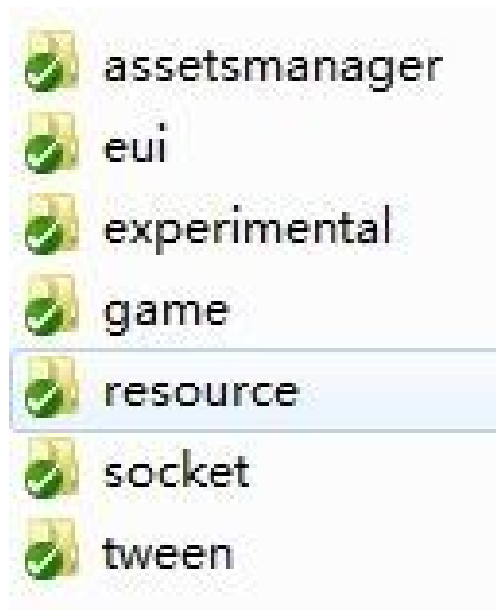 assetsmanager
eui
experimental
game
resource
socket
tween